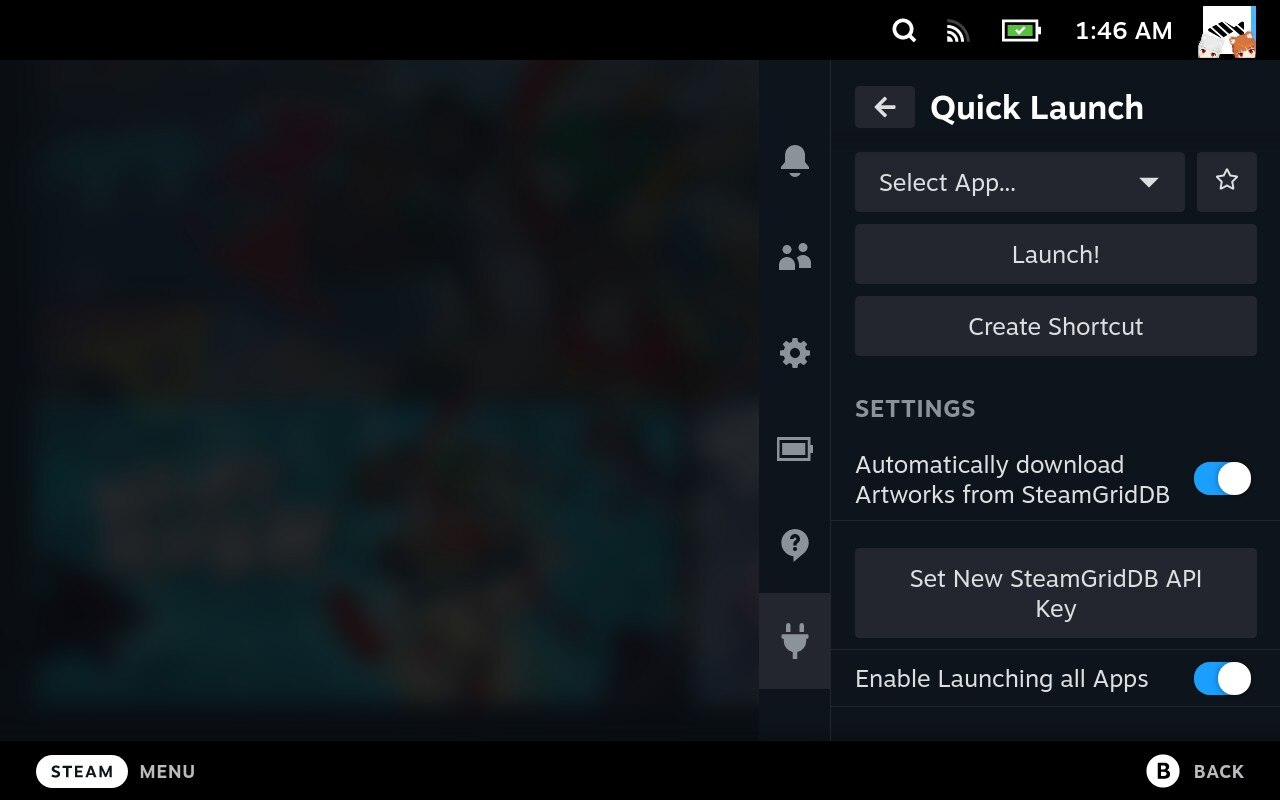 1:46 AM
Quick Launch
Select App...
Launch!
Create Shortcut
SETTINGS
Automatically download
Artworks from SteamGridDB
Set New SteamGridDB API
Key
Enable Launching all Apps
STEAM MENU
B BACK